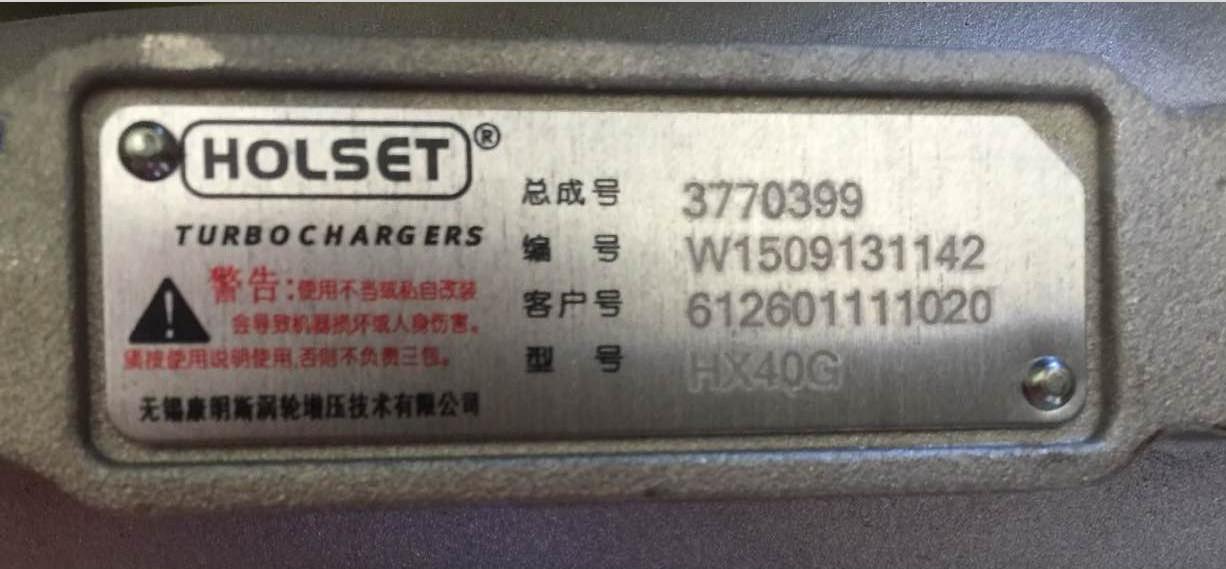 HOLSET®
TURBOCHARGERS
警告:使用不当或私自改装
会导致机器损坏或人身伤害。
请按使用说明使用,否则不负责三包。
无锡康明斯涡轮增压技术有限公司
总成号 3770399
编 号 W1509131142
客户号 612601111020
型 号 HX40G